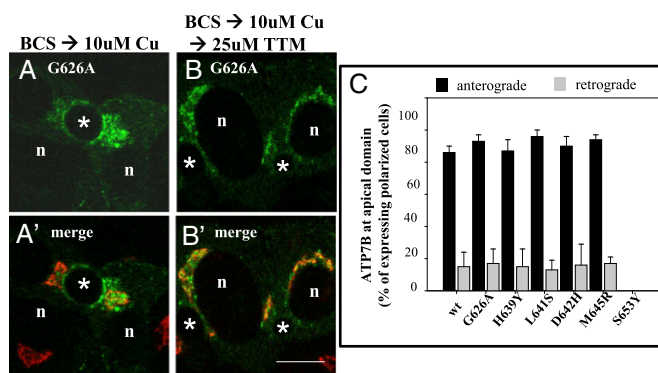 BCS → 10uM Cu
BCS → 10uM Cu
→ 25uM TTM
A
G626A
n
*
n
B
G626A
n
n
*
*
A'
merge
*
n
n
B'
merge
n
n
*
*
C
anterograde
retrograde
ATP7B at apical domain
(% of expressing polarized cells)
100
80
60
40
20
0
wt
G626A
H639Y
L641S
D642H
M645R
S653Y